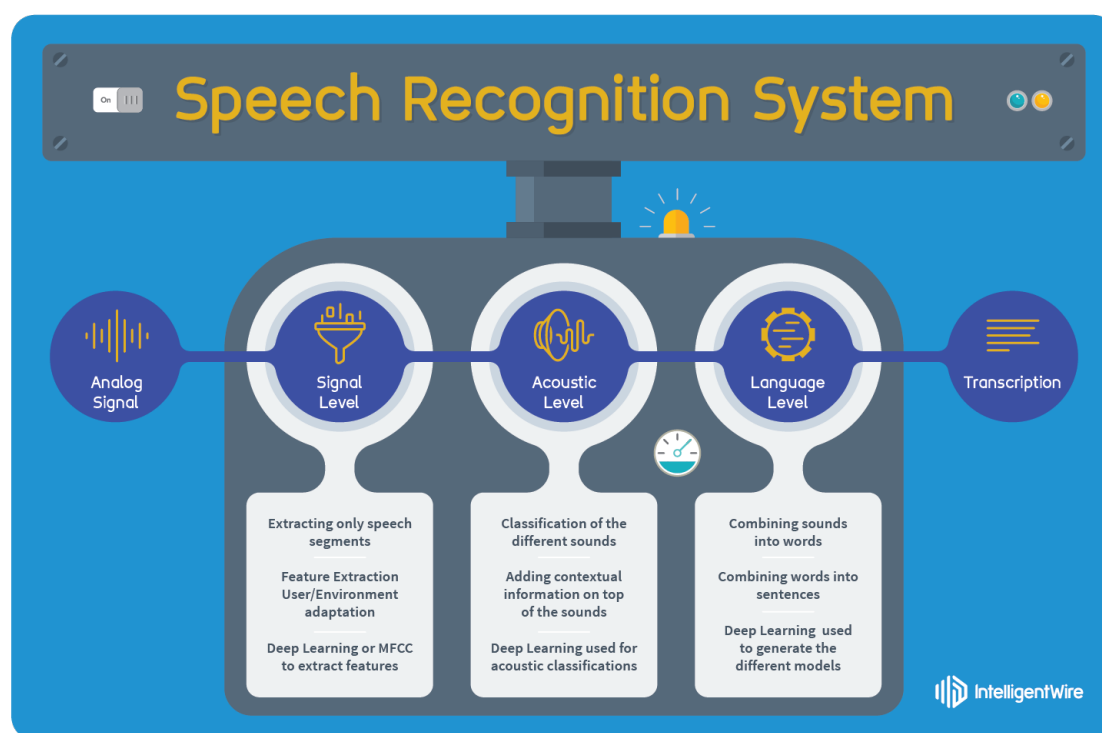 On
Speech Recognition System
Analog
Signal
Signal
Level
Acoustic
Level
Language
Level
Transcription
Extracting only speech
segments
Feature Extraction
User/Environment
adaptation
Deep Learning or MFCC
to extract features
Classification of the
different sounds
Adding contextual
information on top
of the sounds
Deep Learning used for
acoustic classifications
Combining sounds
into words
Combining words into
sentences
Deep Learning used
to generate the
different models
IntelligentWire